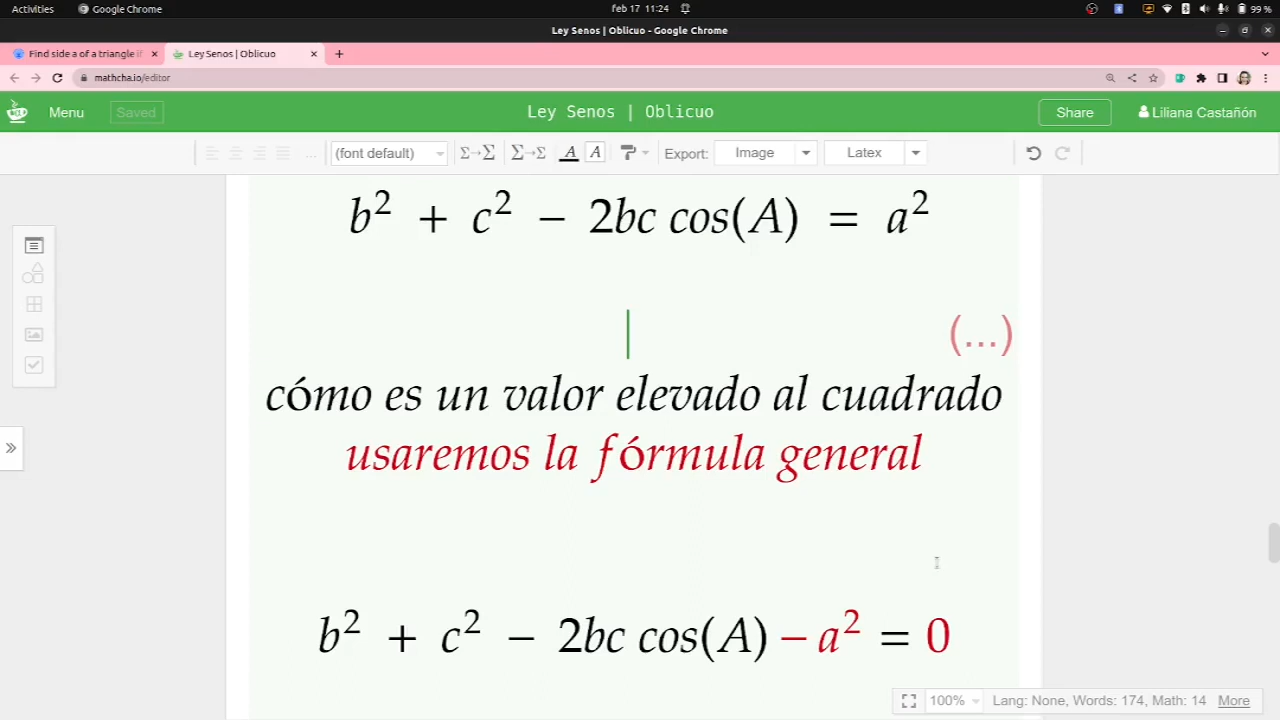 Activities Google Chrome feb 17 11:24 99 %
Ley Senos | Oblicuo - Google Chrome
Find side a of a triangle i Ley Senos | Oblicuo
mathcha.io/editor
Menu Saved Ley Senos | Oblicuo Share Liliana Castañón
... (font default) Σ→Σ Σ→Σ A A Export: Image Latex
b² + c² − 2bc cos(A) = a²
(...)
cómo es un valor elevado al cuadrado
usaremos la fórmula general
b² + c² − 2bc cos(A) − a² = 0
100% Lang: None, Words: 174, Math: 14 More